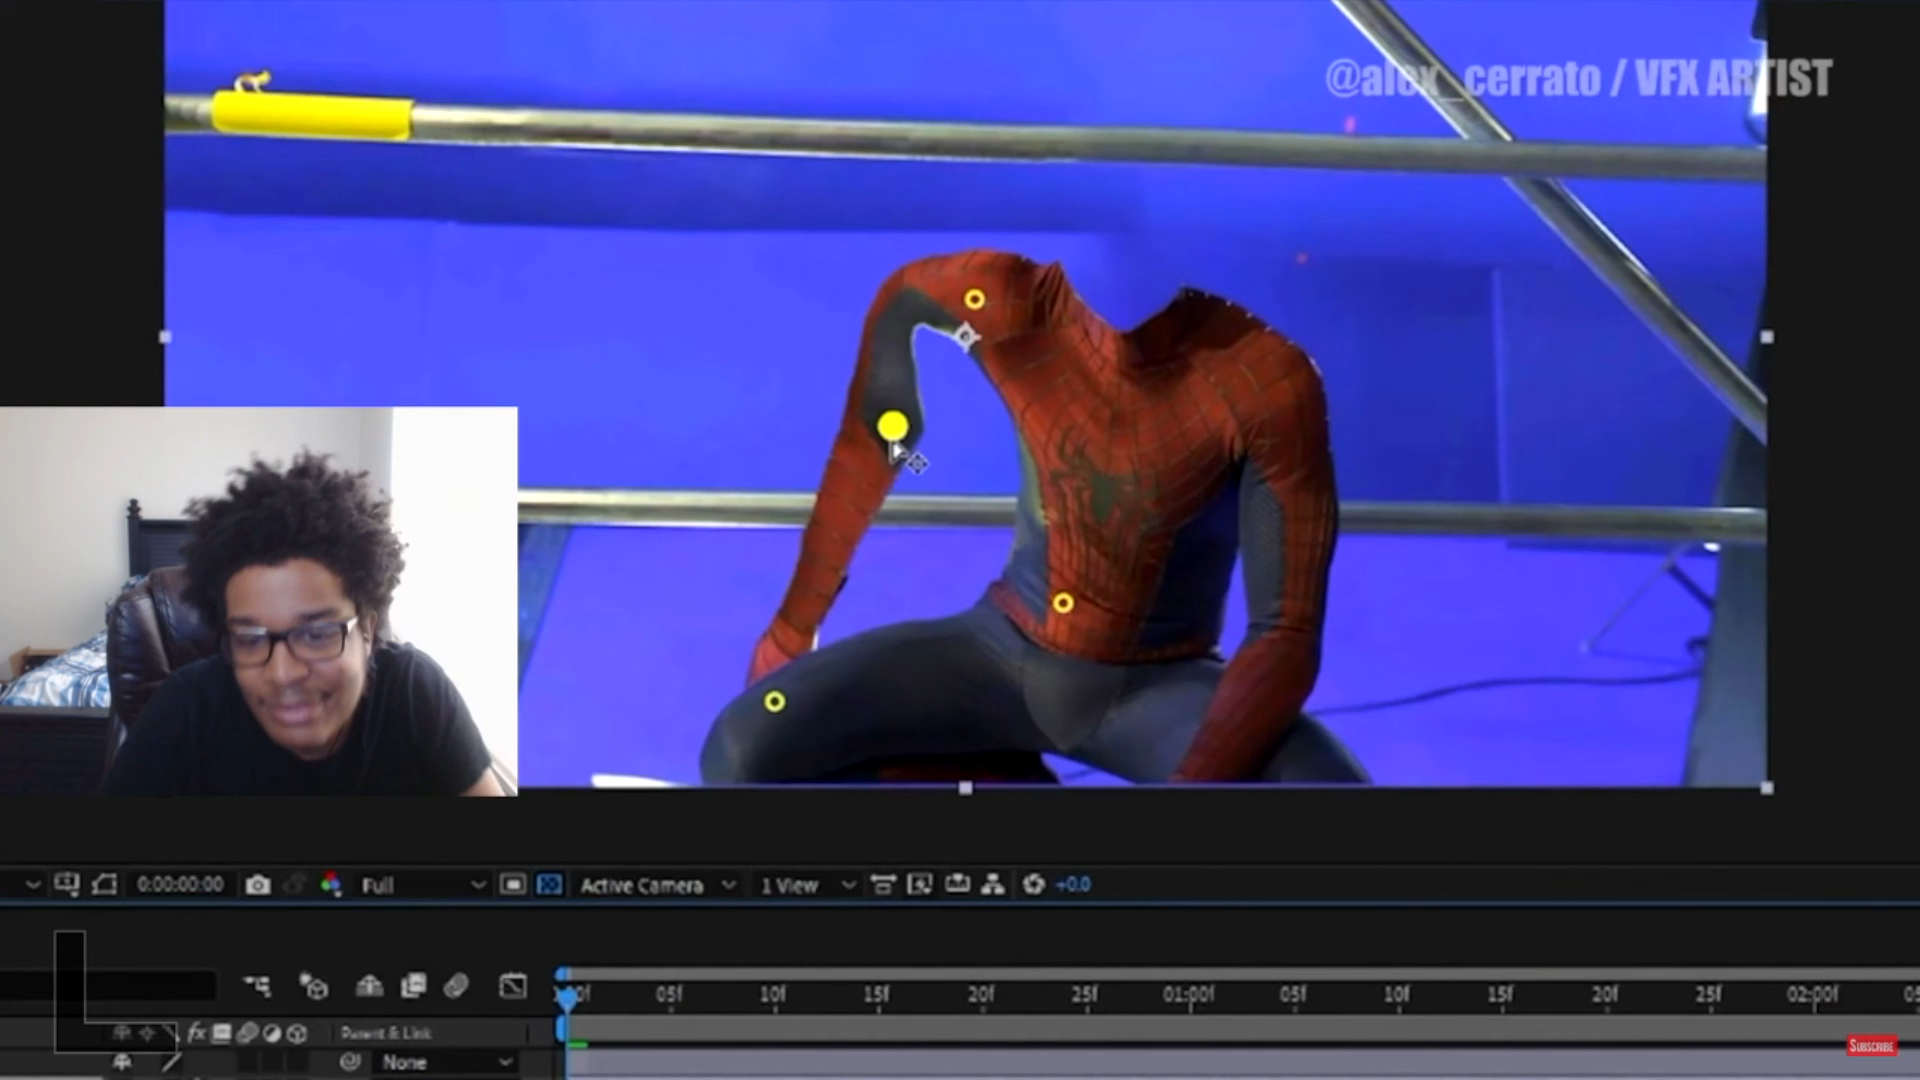 @alex_cerrato / VFX ARTIST
0:00:00:00
Full
Active Camera
1 View
+0.0
05f
10f
15f
20f
25f
01:00f
05f
10f
15f
20f
25f
02:00f
fx
Parent & Link
None
SUBSCRIBE